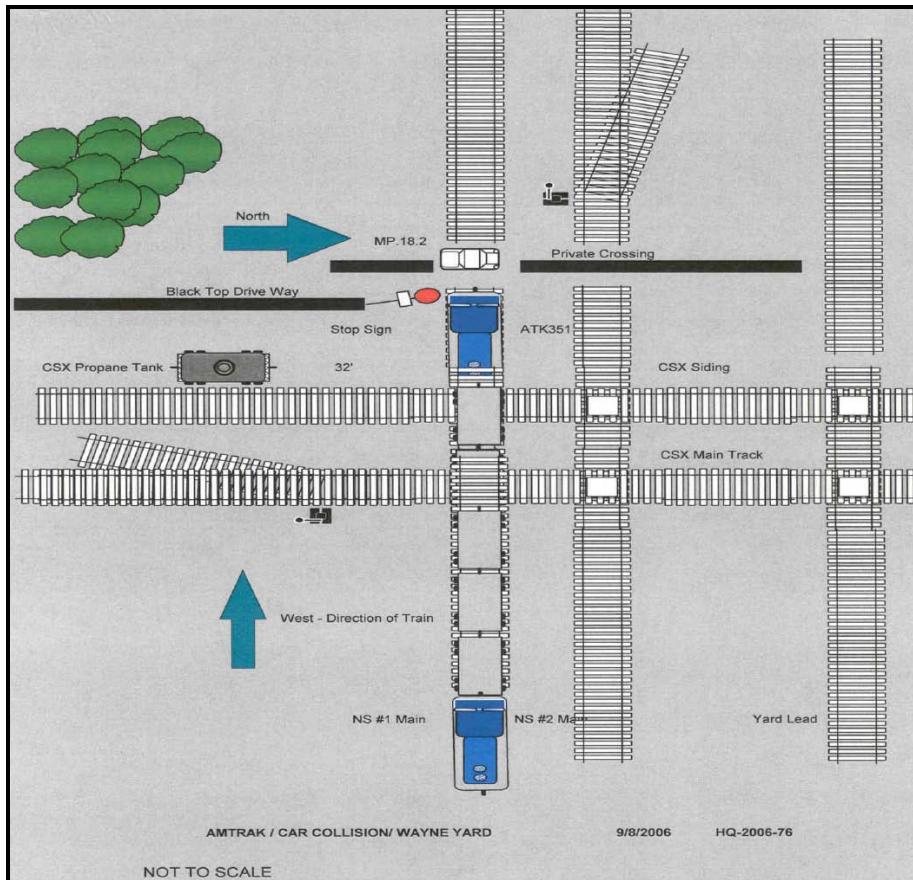 North
MP.18.2
Private Crossing
Black Top Drive Way
Stop Sign
ATK351
CSX Propane Tank
32'
CSX Siding
CSX Main Track
West - Direction of Train
NS #1 Main
NS #2 Main
Yard Lead
AMTRAK / CAR COLLISION/ WAYNE YARD
9/8/2006
HQ-2006-76
NOT TO SCALE